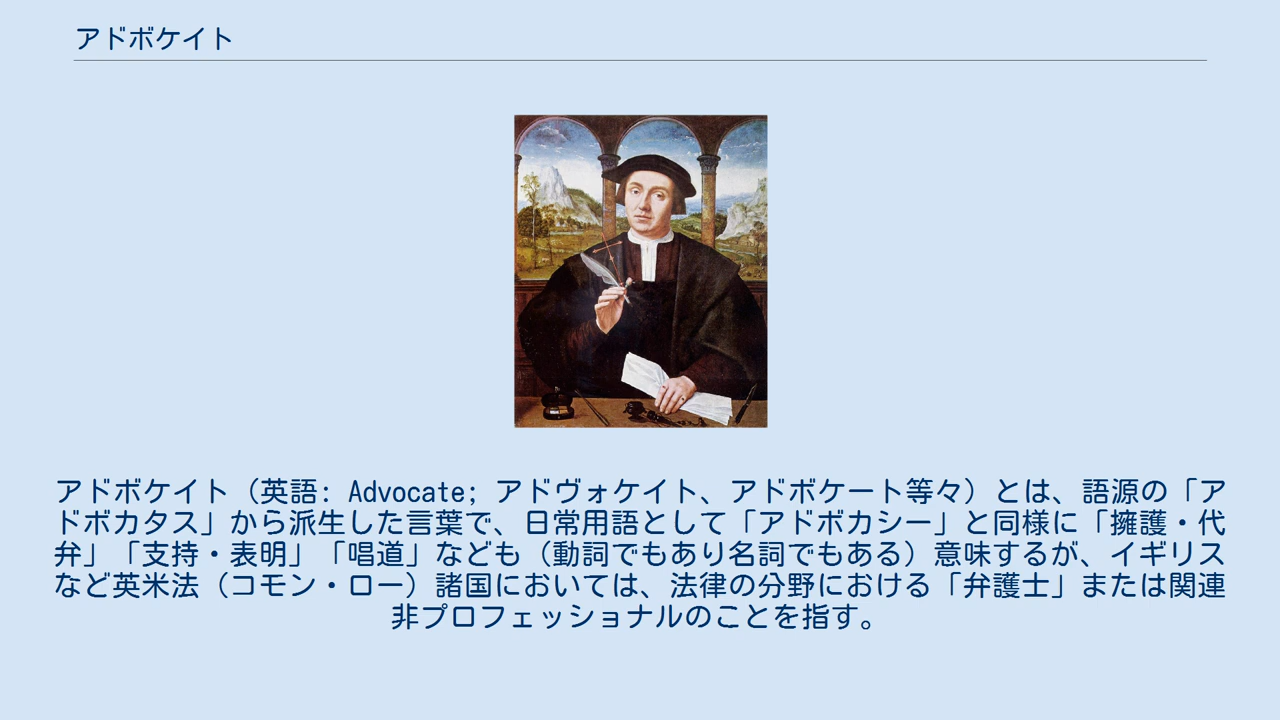 アドボケイト
アドボケイト（英語: Advocate; アドヴォケイト、アドボケート等々）とは、語源の「ア
ドボカタス」から派生した言葉で、日常用語として「アドボカシー」と同様に「擁護・代
弁」「支持・表明」「唱道」なども（動詞でもあり名詞でもある）意味するが、イギリス
など英米法（コモン・ロー）諸国においては、法律の分野における「弁護士」または関連
非プロフェッショナルのことを指す。